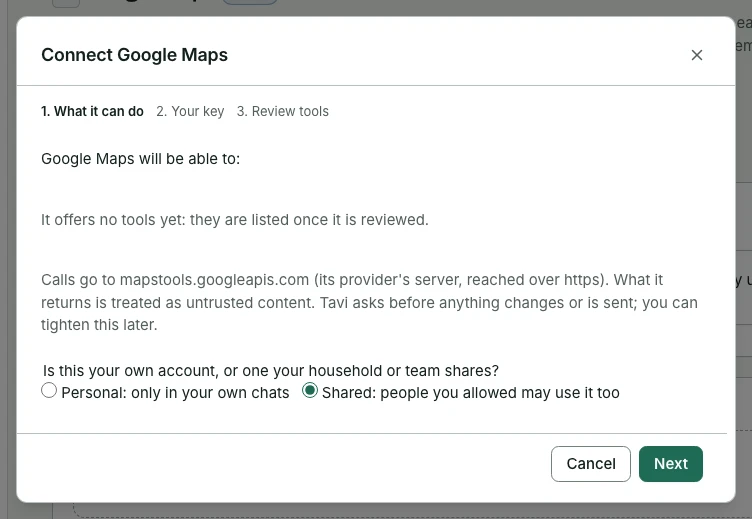 Connect Google Maps
1. What it can do 2. Your key 3. Review tools
Google Maps will be able to:
It offers no tools yet: they are listed once it is reviewed.
Calls go to mapstools.googleapis.com (its provider's server, reached over https). What it
returns is treated as untrusted content. Tavi asks before anything changes or is sent; you can
tighten this later.
Is this your own account, or one your household or team shares?
Personal: only in your own chats Shared: people you allowed may use it too
Cancel Next